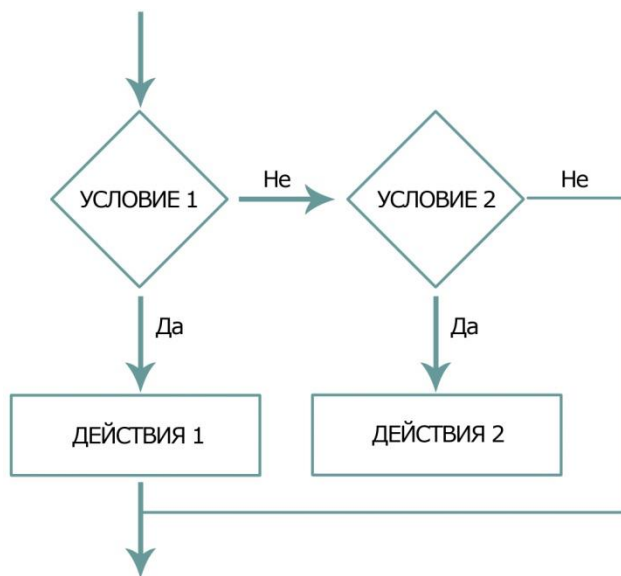 Не
Не
УСЛОВИЕ 1
УСЛОВИЕ 2
Да
Да
ДЕЙСТВИЯ 1
ДЕЙСТВИЯ 2